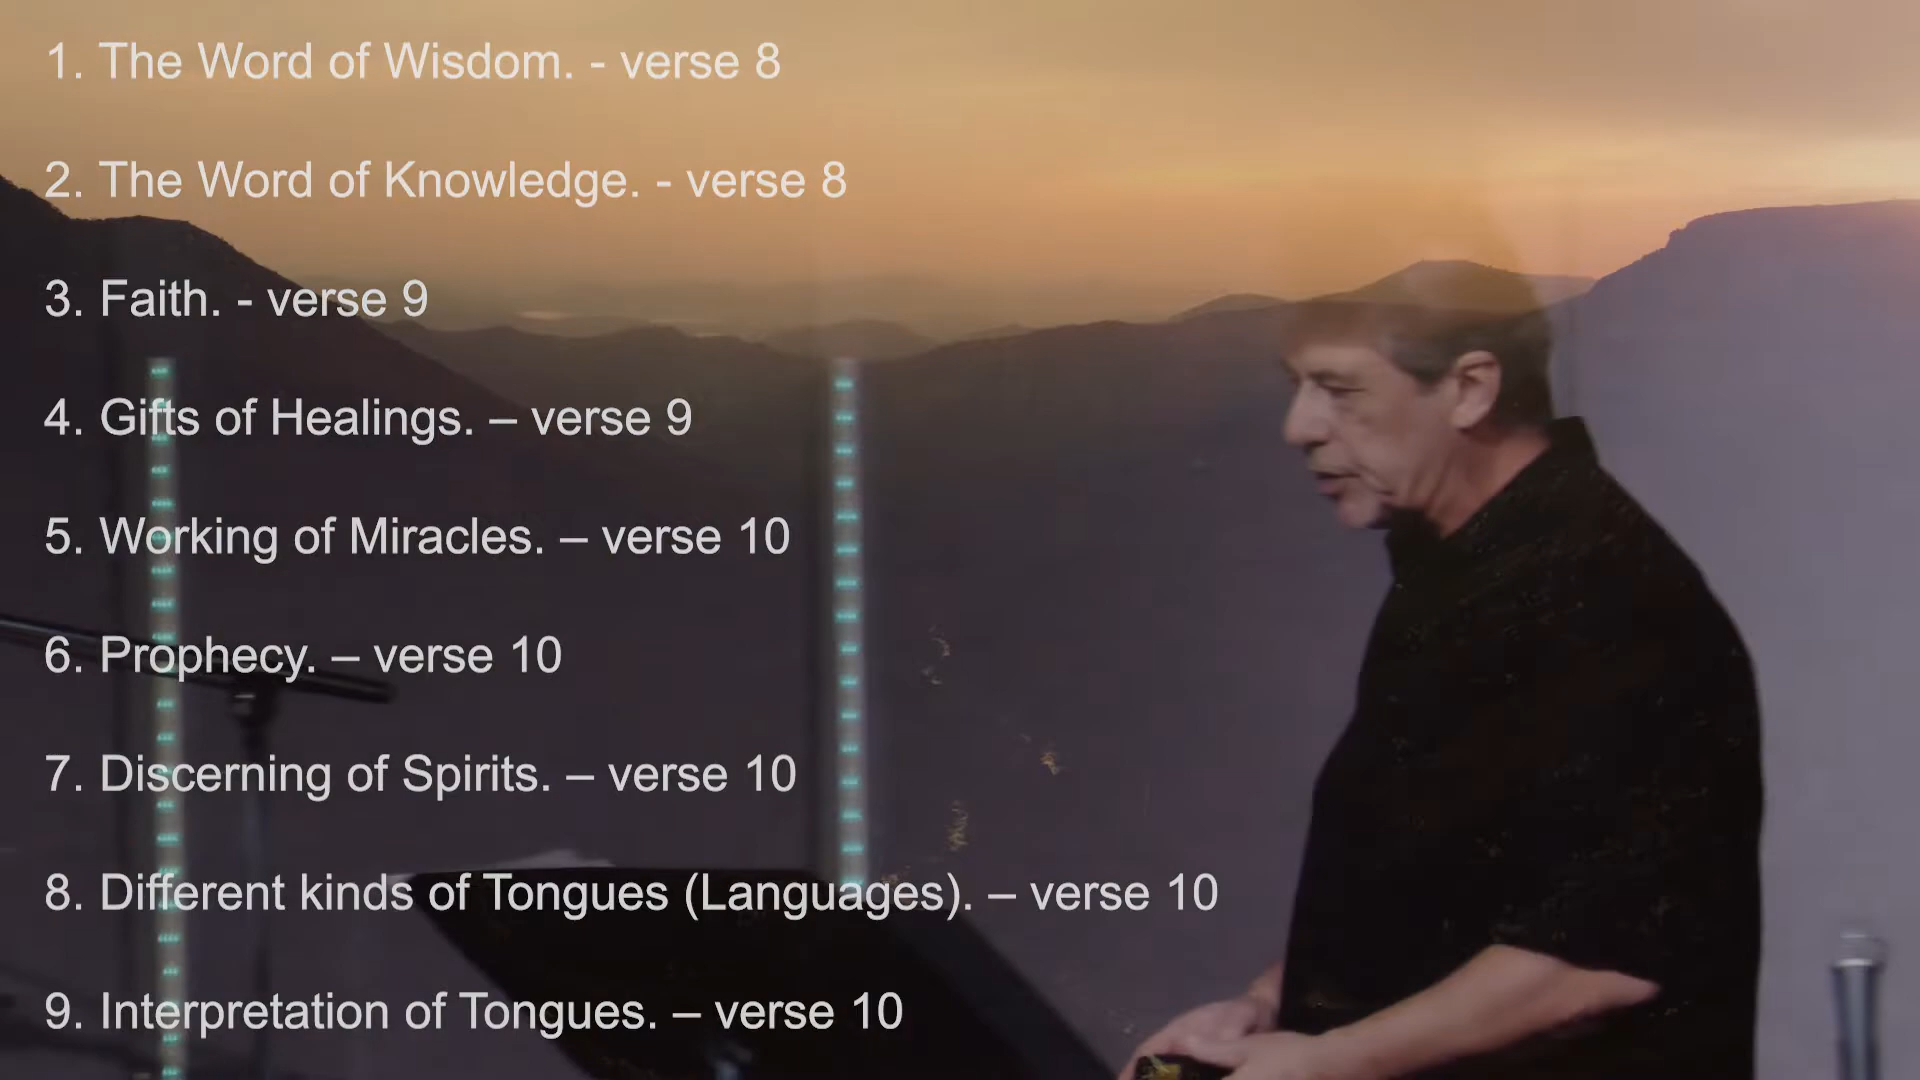 1. The Word of Wisdom. - verse 8
2. The Word of Knowledge. - verse 8
3. Faith. - verse 9
4. Gifts of Healings. – verse 9
5. Working of Miracles. – verse 10
6. Prophecy. – verse 10
7. Discerning of Spirits. – verse 10
8. Different kinds of Tongues (Languages). – verse 10
9. Interpretation of Tongues. – verse 10